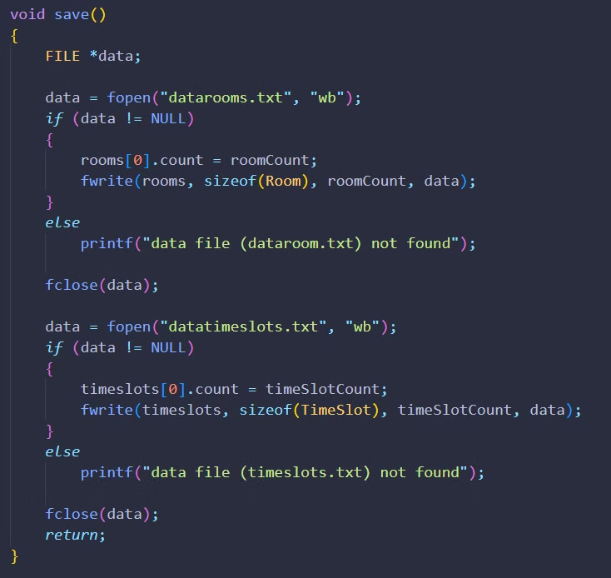 void save()
{
    FILE *data;

    data = fopen("datarooms.txt", "wb");
    if (data != NULL)
    {
        rooms[0].count = roomCount;
        fwrite(rooms, sizeof(Room), roomCount, data);
    }
    else
        printf("data file (dataroom.txt) not found");

    fclose(data);

    data = fopen("datatimeslots.txt", "wb");
    if (data != NULL)
    {
        timeslots[0].count = timeSlotCount;
        fwrite(timeslots, sizeof(TimeSlot), timeSlotCount, data);
    }
    else
        printf("data file (timeslots.txt) not found");

    fclose(data);
    return;
}